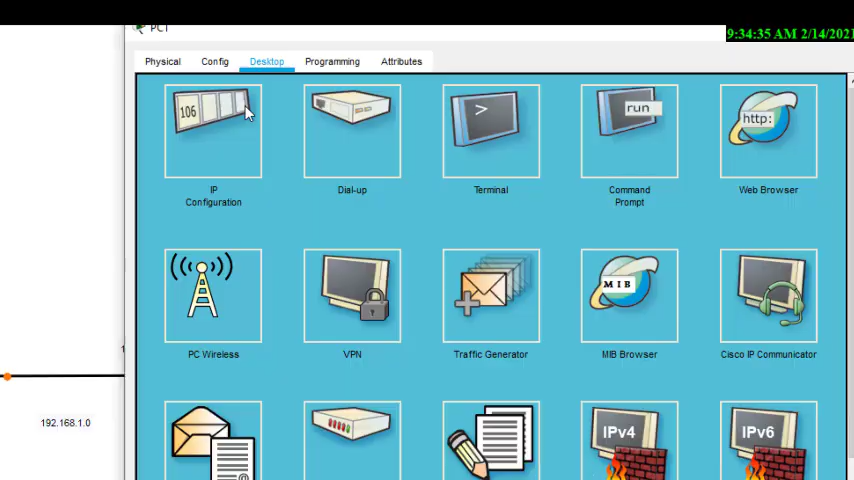 PC1
9:34:35 AM 2/14/2021
Physical Config Desktop Programming Attributes
106
>
run
http:
IP
Configuration
Dial-up
Terminal
Command
Prompt
Web Browser
MIB
PC Wireless
VPN
Traffic Generator
MIB Browser
Cisco IP Communicator
192.168.1.0
IPv4
IPv6
@